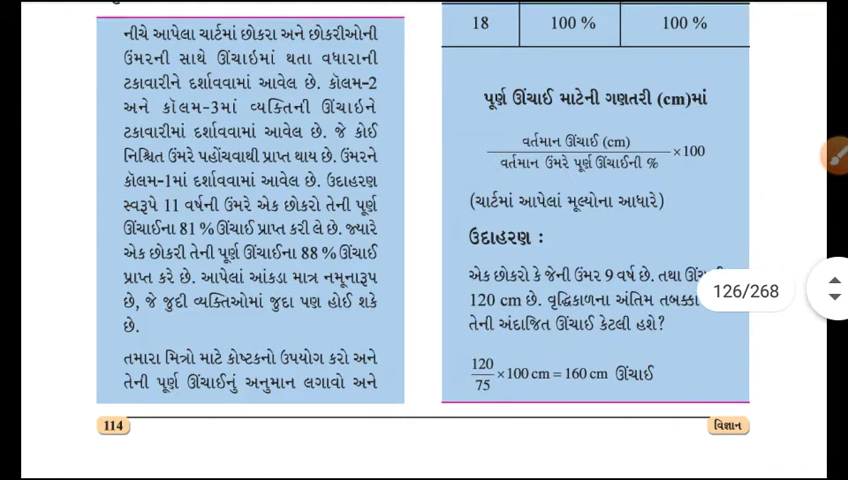 નીચે આપેલા ચાર્ટમાં છોકરા અને છોકરીઓની
ઉંમરની સાથે ઊંચાઇમાં થતા વધારાની
ટકાવારીને દર્શાવવામાં આવેલ છે. કૉલમ-2
અને કૉલમ-3માં વ્યક્તિની ઊંચાઇને
ટકાવારીમાં દર્શાવવામાં આવેલ છે. જે કોઈ
નિશ્ચિત ઉંમરે પહોંચવાથી પ્રાપ્ત થાય છે. ઉંમરને
કૉલમ-1માં દર્શાવવામાં આવેલ છે. ઉદાહરણ
સ્વરૂપે 11 વર્ષની ઉંમરે એક છોકરો તેની પૂર્ણ
ઊંચાઈના 81 % ઊંચાઈ પ્રાપ્ત કરી લે છે. જ્યારે
એક છોકરી તેની પૂર્ણ ઊંચાઈના 88 % ઊંચાઈ
પ્રાપ્ત કરે છે. આપેલાં આંકડા માત્ર નમૂનારૂપ
છે, જે જુદી વ્યક્તિઓમાં જુદા પણ હોઈ શકે
છે.
તમારા મિત્રો માટે કોષ્ટકનો ઉપયોગ કરો અને
તેની પૂર્ણ ઊંચાઈનું અનુમાન લગાવો અને
18 100 % 100 %
પૂર્ણ ઊંચાઈ માટેની ગણતરી (cm)માં
વર્તમાન ઊંચાઈ (cm)
વર્તમાન ઉંમરે પૂર્ણ ઊંચાઈની %
×100
(ચાર્ટમાં આપેલાં મૂલ્યોના આધારે)
ઉદાહરણ :
એક છોકરો કે જેની ઉંમર 9 વર્ષ છે. તથા
120 cm છે. વૃદ્ધિકાળના અંતિમ
તેની અંદાજિત ઊંચાઈ કેટલી હશે?
120
75
×100 cm = 160 cm ઊંચાઈ
126/268
114
વિજ્ઞાન